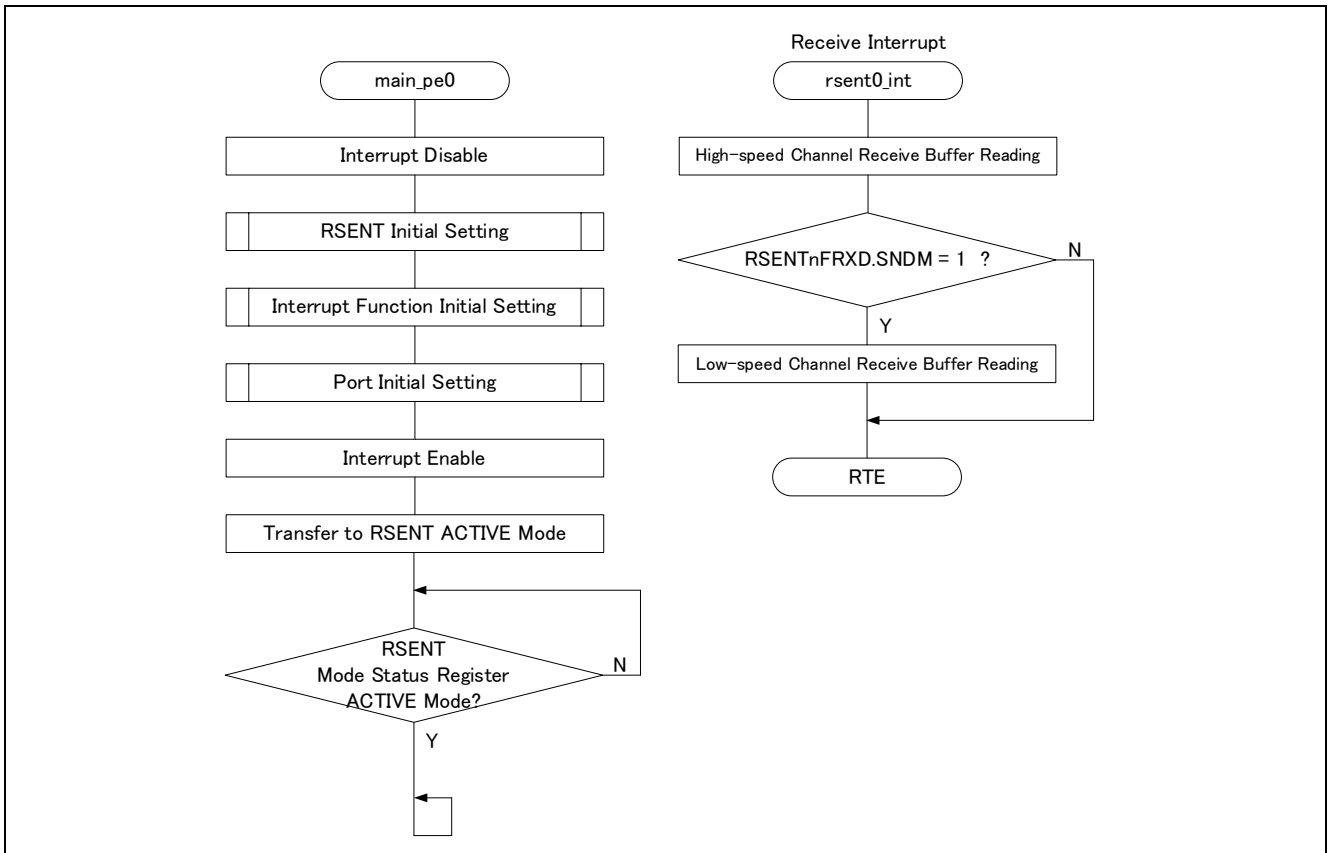 main_pe0
Interrupt Disable
RSENT Initial Setting
Interrupt Function Initial Setting
Port Initial Setting
Interrupt Enable
Transfer to RSENT ACTIVE Mode
RSENT
Mode Status Register
ACTIVE Mode?
N
Y
Receive Interrupt
rsent0_int
High-speed Channel Receive Buffer Reading
RSENTnFRXD.SNDM = 1 ?
N
Y
Low-speed Channel Receive Buffer Reading
RTE